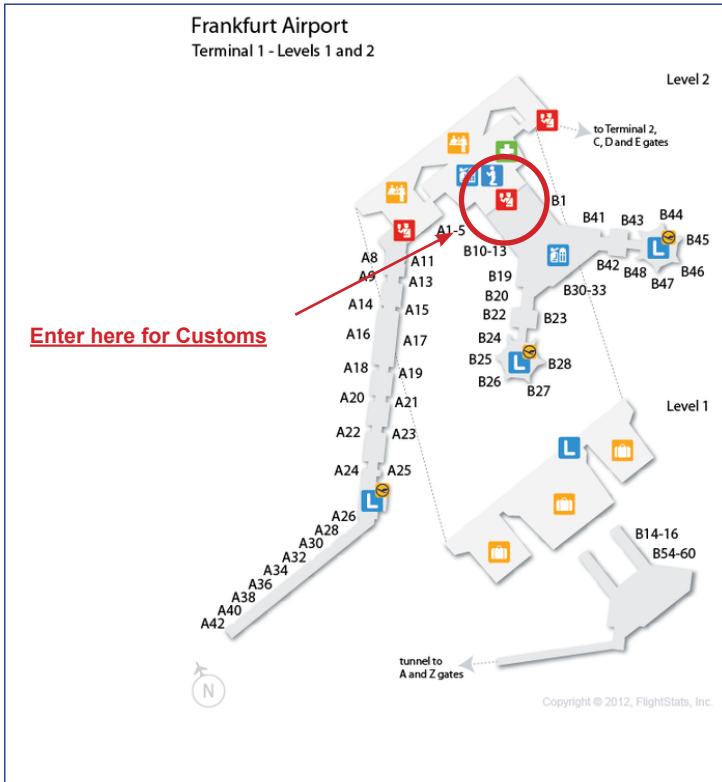 Frankfurt Airport
Terminal 1 - Levels 1 and 2
Level 2
to Terminal 2,
C, D and E gates
B1
A1-5
B10-13
B41
B43
B44
B45
B42
B48
B47
B46
A8
A11
A9
A13
A14
A15
B19
B20
B30-33
B22
B23
Enter here for Customs
A16
A17
B24
B25
B28
B26
B27
L
L
A18
A19
A20
A21
Level 1
A22
A23
L
A24
A25
L
A26
A28
A30
A32
A34
A36
A38
A40
A42
B14-16
B54-60
tunnel to
A and Z gates
N
Copyright © 2012, FlightStats, Inc.